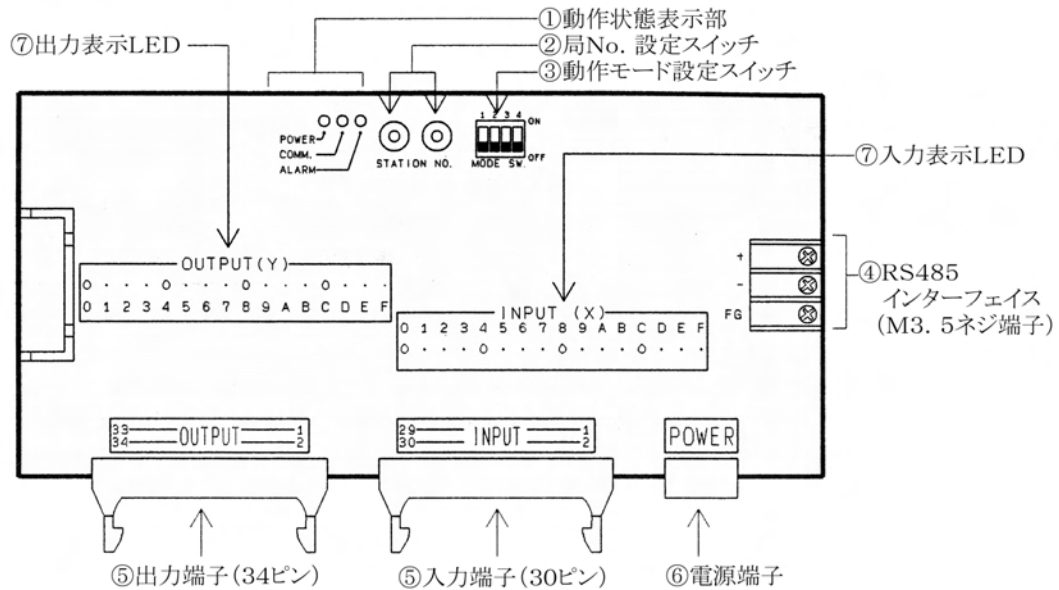 ①動作状態表示部
②局No. 設定スイッチ
③動作モード設定スイッチ
⑦出力表示LED
POWER
COMM.
ALARM
STATION NO.
1 2 3 4
ON
OFF
MODE SW.
⑦入力表示LED
OUTPUT(Y)
0 . . . 4 . . . 8 . . . C . . .
0 1 2 3 4 5 6 7 8 9 A B C D E F
INPUT (X)
0 1 2 3 4 5 6 7 8 9 A B C D E F
0 . . . 4 . . . 8 . . . C . . .
+
-
FG
④RS485
インターフェイス
(M3. 5ネジ端子)
33 OUTPUT 1
34 2
29 INPUT 1
30 2
POWER
⑤出力端子(34ピン)
⑤入力端子(30ピン)
⑥電源端子